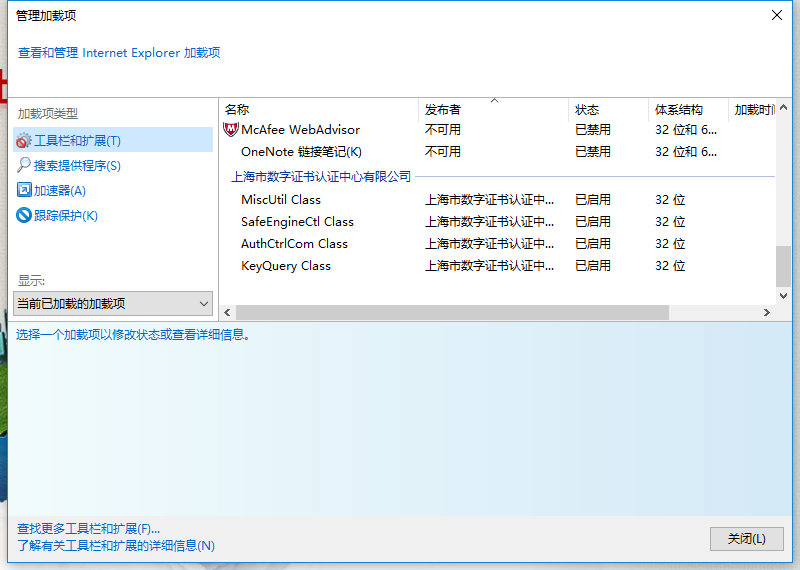 管理加载项
查看和管理 Internet Explorer 加载项
加载项类型
工具栏和扩展(T)
搜索提供程序(S)
加速器(A)
跟踪保护(K)
显示:
当前已加载的加载项
名称 发布者 状态 体系结构 加载时间
McAfee WebAdvisor 不可用 已禁用 32 位和 6...
OneNote 链接笔记(K) 不可用 已禁用 32 位和 6...
上海市数字证书认证中心有限公司
MiscUtil Class 上海市数字证书认证中... 已启用 32 位
SafeEngineCtl Class 上海市数字证书认证中... 已启用 32 位
AuthCtrlCom Class 上海市数字证书认证中... 已启用 32 位
KeyQuery Class 上海市数字证书认证中... 已启用 32 位
选择一个加载项以修改状态或查看详细信息。
查找更多工具栏和扩展(F)...
了解有关工具栏和扩展的详细信息(N)
关闭(L)